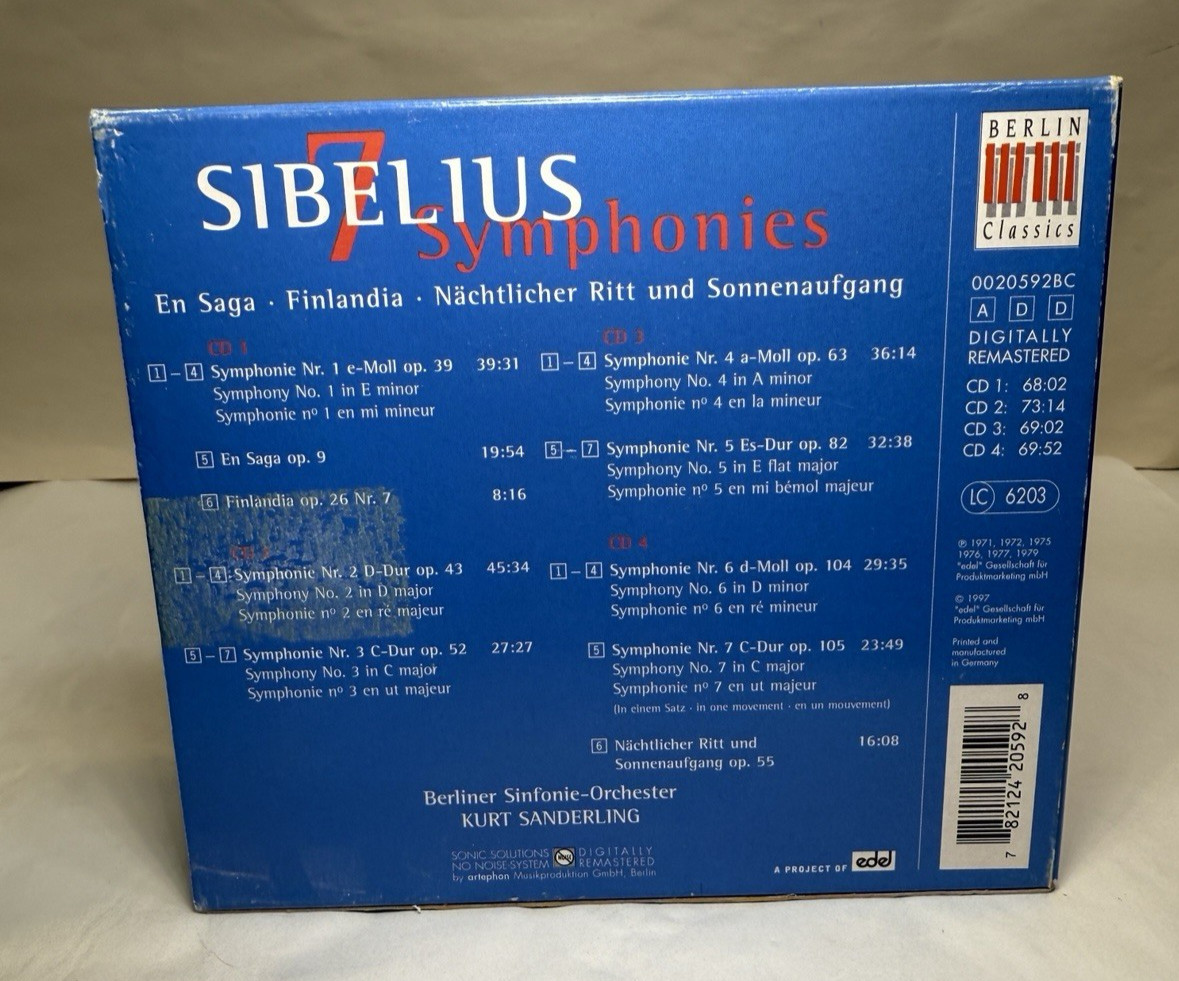 7
SIBELIUS
Symphonies
En Saga · Finlandia · Nächtlicher Ritt und Sonnenaufgang
CD 1
1 – 4 Symphonie Nr. 1 e-Moll op. 39 39:31
Symphony No. 1 in E minor
Symphonie nº 1 en mi mineur
5 En Saga op. 9 19:54
6 Finlandia op. 26 Nr. 7 8:16
CD 2
1 – 4 Symphonie Nr. 2 D-Dur op. 43 45:34
Symphony No. 2 in D major
Symphonie nº 2 en ré majeur
5 – 7 Symphonie Nr. 3 C-Dur op. 52 27:27
Symphony No. 3 in C major
Symphonie nº 3 en ut majeur
CD 3
1 – 4 Symphonie Nr. 4 a-Moll op. 63 36:14
Symphony No. 4 in A minor
Symphonie nº 4 en la mineur
5 – 7 Symphonie Nr. 5 Es-Dur op. 82 32:38
Symphony No. 5 in E flat major
Symphonie nº 5 en mi bémol majeur
CD 4
1 – 4 Symphonie Nr. 6 d-Moll op. 104 29:35
Symphony No. 6 in D minor
Symphonie nº 6 en ré mineur
5 Symphonie Nr. 7 C-Dur op. 105 23:49
Symphony No. 7 in C major
Symphonie nº 7 en ut majeur
(In einem Satz · in one movement · en un mouvement)
6 Nächtlicher Ritt und 16:08
Sonnenaufgang op. 55
Berliner Sinfonie-Orchester
KURT SANDERLING
SONIC SOLUTIONS DIGITALLY
NO NOISE-SYSTEM REMASTERED
by artophon Musikproduktion GmbH, Berlin
A PROJECT OF edel
BERLIN
Classics
0020592BC
A D D
DIGITALLY
REMASTERED
CD 1: 68:02
CD 2: 73:14
CD 3: 69:02
CD 4: 69:52
LC 6203
℗ 1971, 1972, 1975
1976, 1977, 1979
"edel" Gesellschaft für
Produktmarketing mbH
© 1997
"edel" Gesellschaft für
Produktmarketing mbH
Printed and
manufactured
in Germany
7 82124 20592 8